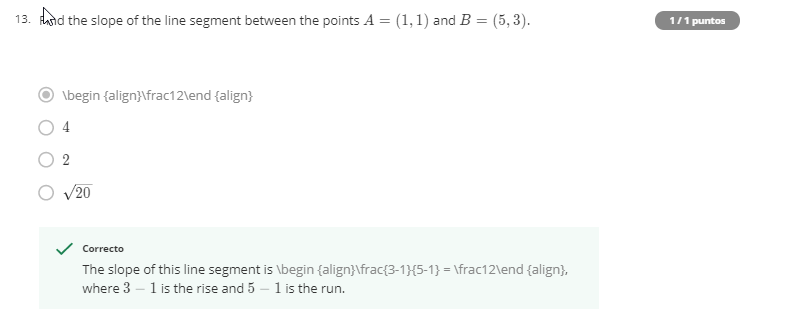 13. Find the slope of the line segment between the points A = (1, 1) and B = (5, 3).
1 / 1 puntos
\begin {align}\frac12\end {align}
4
2
√20
Correcto
The slope of this line segment is \begin {align}\frac{3-1}{5-1} = \frac12\end {align},
where 3 − 1 is the rise and 5 − 1 is the run.